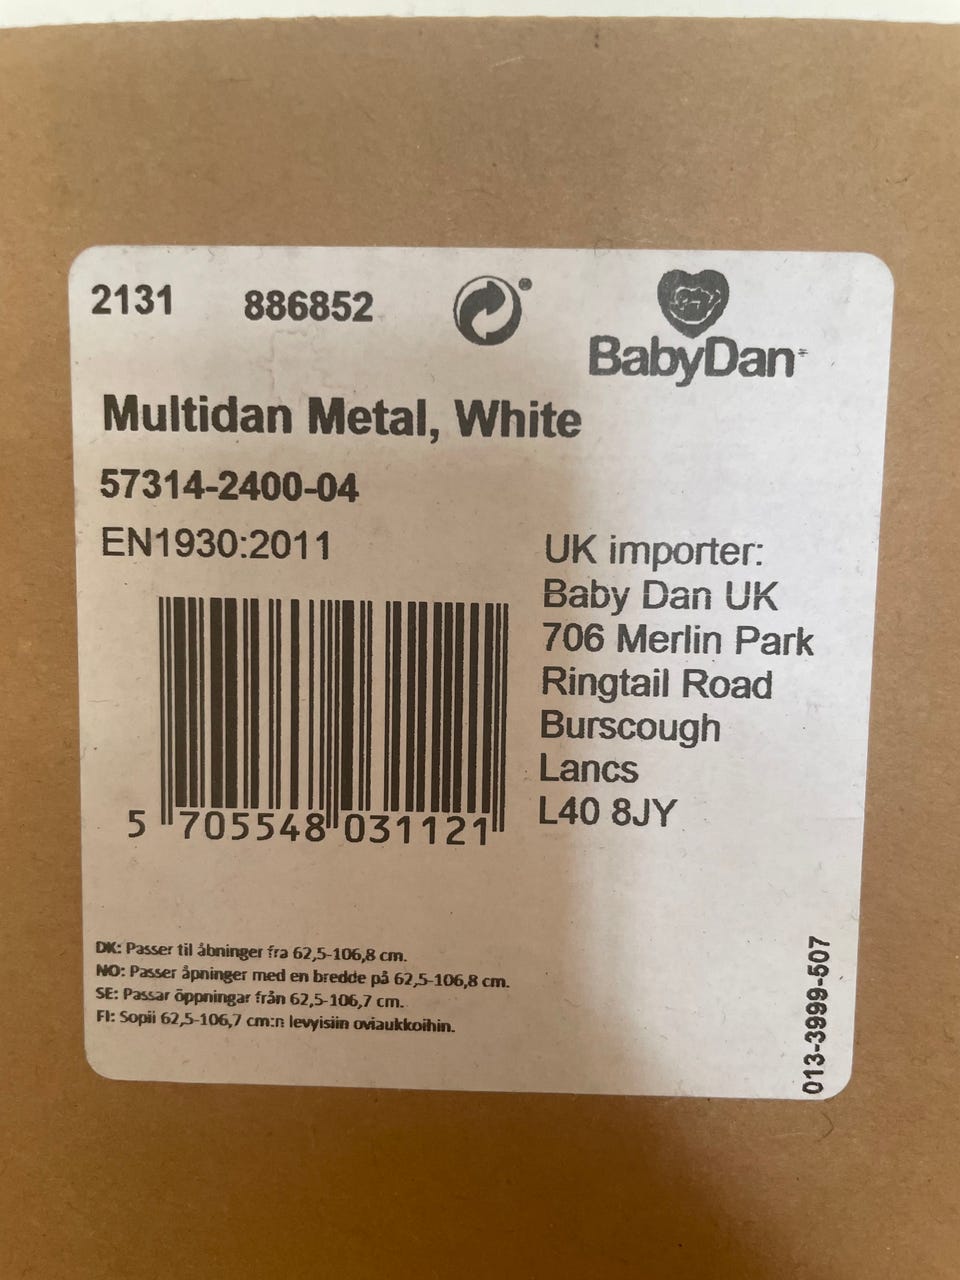 2131 886852
BabyDan
Multidan Metal, White
57314-2400-04
EN1930:2011
UK importer:
Baby Dan UK
706 Merlin Park
Ringtail Road
Burscough
Lancs
L40 8JY
5 705548 031121
DK: Passer til åbninger fra 62,5-106,8 cm.
NO: Passer åpninger med en bredde på 62,5-106,8 cm.
SE: Passar öppningar från 62,5-106,7 cm.
FI: Sopii 62,5-106,7 cm:n levyisiin oviaukkoihin.
013-3999-507